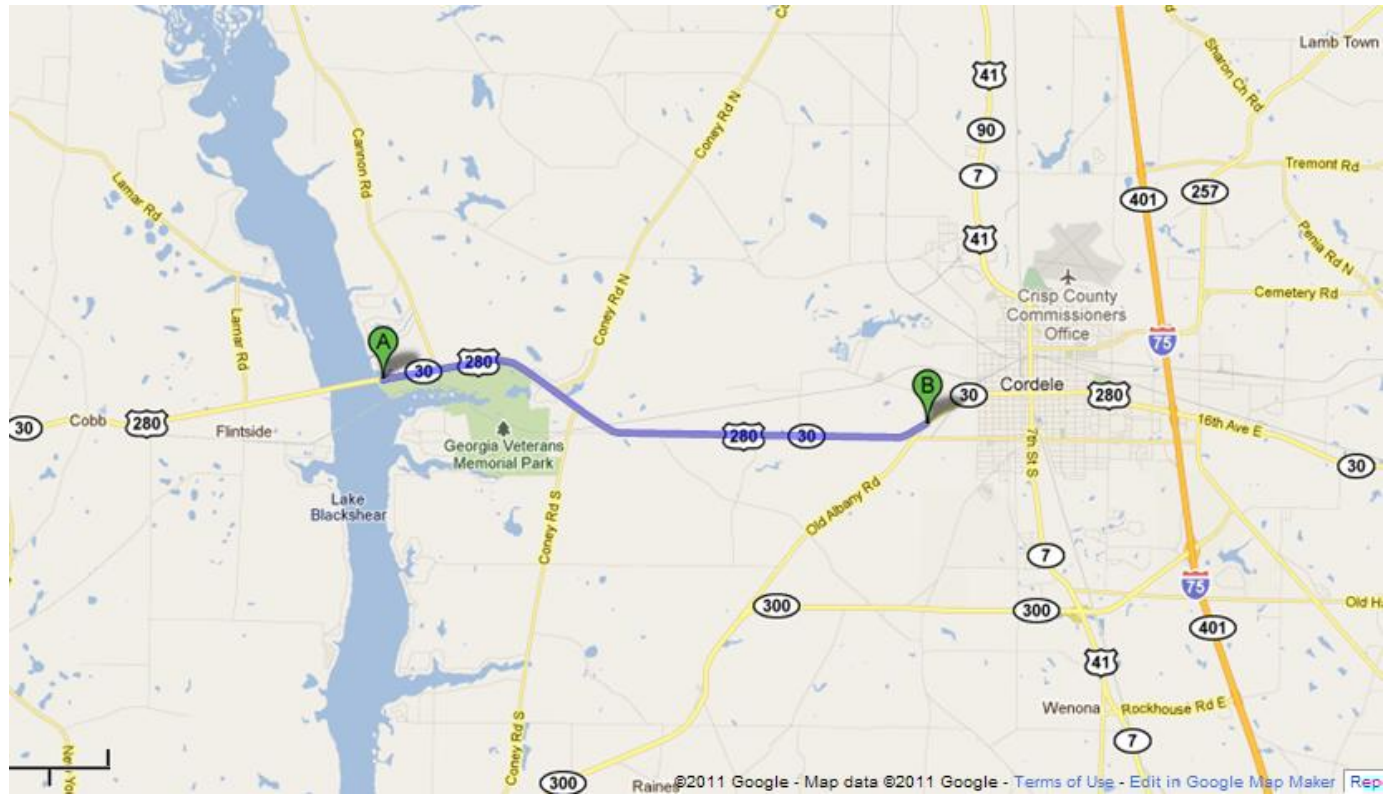 Lamb Town
41
Sharon Ch Rd
Coney Rd N
90
Cannon Rd
Tremont Rd
7
257
401
Lamar Rd
41
Penia Rd N
Coney Rd N
Crisp County
Commissioners
Office
Cemetery Rd
Lamar Rd
A
75
280
30
B
Cordele
30
280
Cobb
280
30
Flintside
280
30
16th Ave E
7th St S
Georgia Veterans
Memorial Park
30
Lake
Blackshear
Coney Rd S
Old Albany Rd
7
75
300
300
Old Ha
401
41
Coney Rd S
Wenona
Rockhouse Rd E
7
300
Raines
©2011 Google - Map data ©2011 Google - Terms of Use - Edit in Google Map Maker
Rep